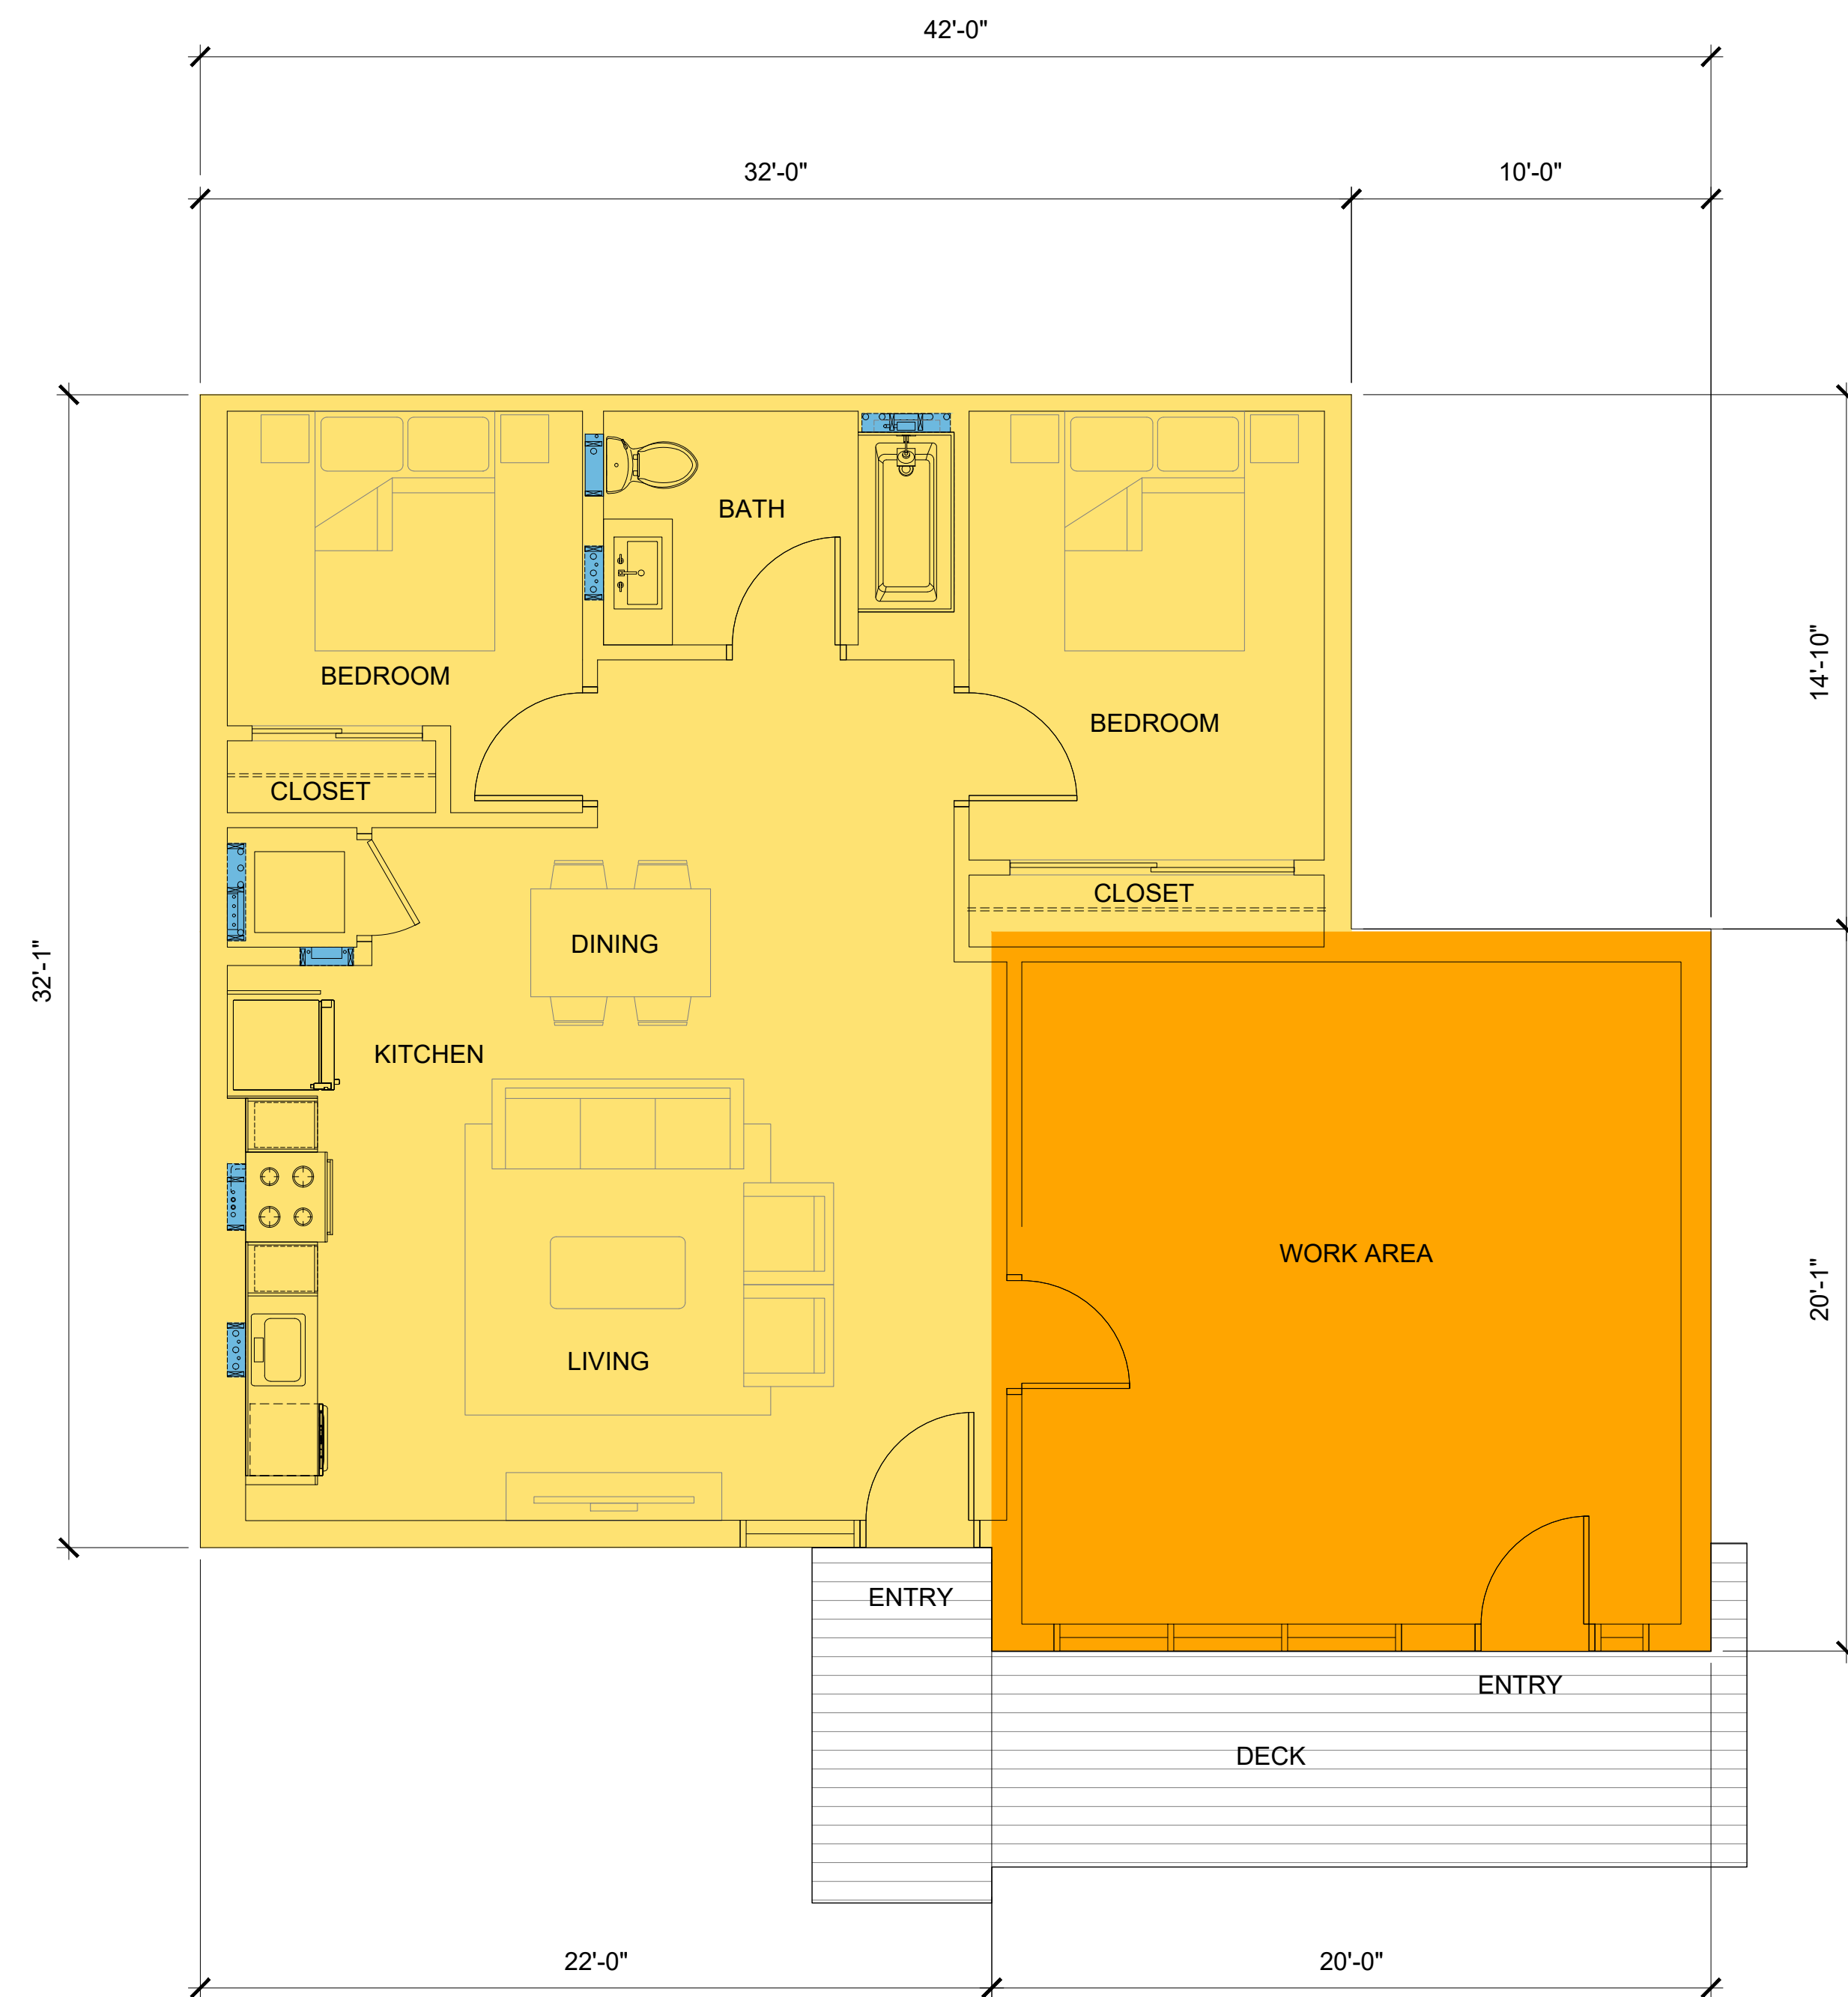 42'-0"
32'-0"
10'-0"
BATH
BEDROOM
BEDROOM
14'-10"
CLOSET
CLOSET
DINING
32'-1"
KITCHEN
WORK AREA
20'-1"
LIVING
ENTRY
ENTRY
DECK
22'-0"
20'-0"